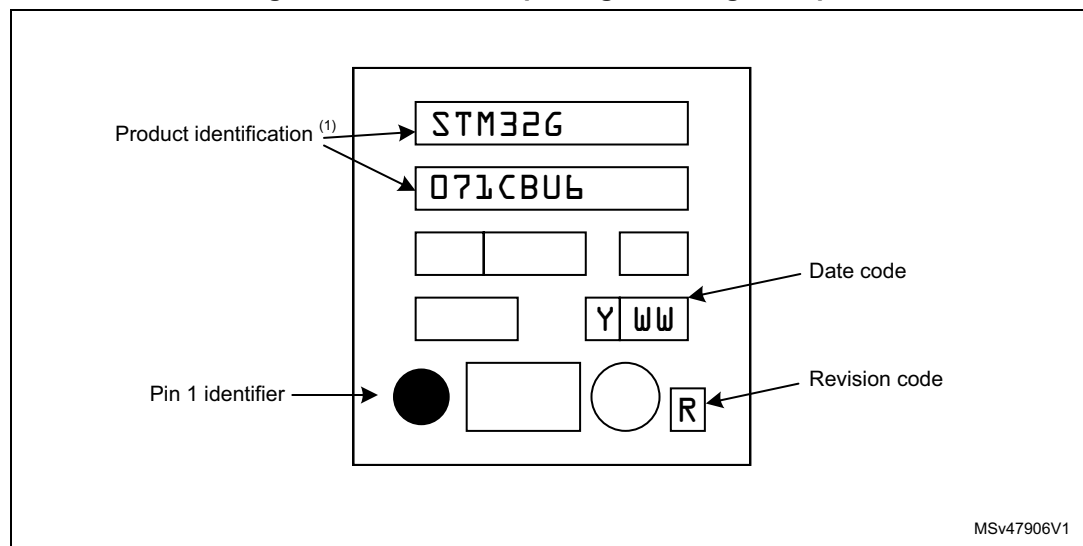 STM32G
Product identification (1)
071CBU6
Date code
Y WW
Pin 1 identifier
Revision code
R
MSv47906V1